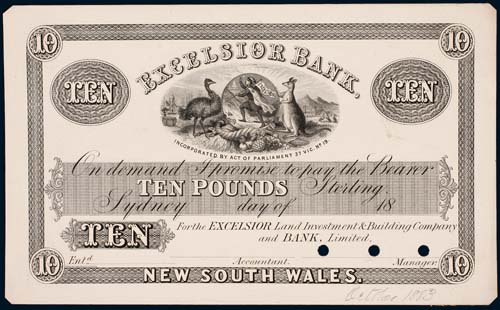 10 10
EXCELSIOR BANK,
TEN TEN
INCORPORATED BY ACT OF PARLIAMENT 37 VIC. Nº 19.
On demand I promise to pay the Bearer
TEN POUNDS Sterling.
Sydney day of 18
TEN
For the EXCELSIOR Land Investment & Building Company
and BANK, Limited.
Entd. Accountant. Manager.
10 10
NEW SOUTH WALES.